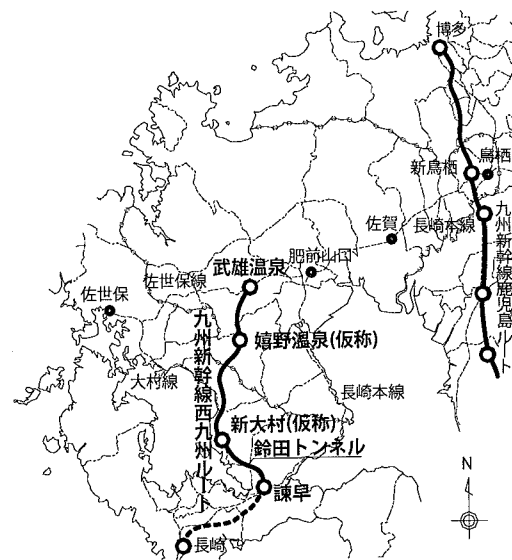 博多
新鳥栖
鳥栖
佐賀
長崎本線
九州新幹線鹿児島ルート
肥前山口
武雄温泉
佐世保線
佐世保
嬉野温泉(仮称)
九州新幹線西九州ルート
大村線
長崎本線
新大村(仮称)
鈴田トンネル
諫早
長崎
N